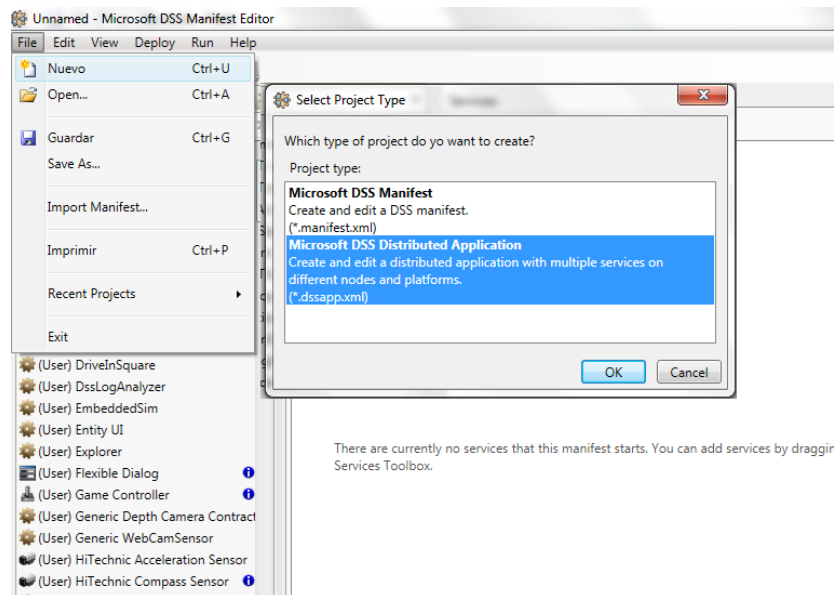 Unnamed - Microsoft DSS Manifest Editor
File Edit View Deploy Run Help
Nuevo Ctrl+U
Open... Ctrl+A
Guardar Ctrl+G
Save As...
Import Manifest...
Imprimir Ctrl+P
Recent Projects
Exit
Select Project Type
Services
Which type of project do yo want to create?
Project type:
Microsoft DSS Manifest
Create and edit a DSS manifest.
(*.manifest.xml)
Microsoft DSS Distributed Application
Create and edit a distributed application with multiple services on
different nodes and platforms.
(*.dssapp.xml)
OK Cancel
(User) DriveInSquare
(User) DssLogAnalyzer
(User) EmbeddedSim
(User) Entity UI
(User) Explorer
(User) Flexible Dialog
(User) Game Controller
(User) Generic Depth Camera Contract
(User) Generic WebCamSensor
(User) HiTechnic Acceleration Sensor
(User) HiTechnic Compass Sensor
There are currently no services that this manifest starts. You can add services by draggin
Services Toolbox.